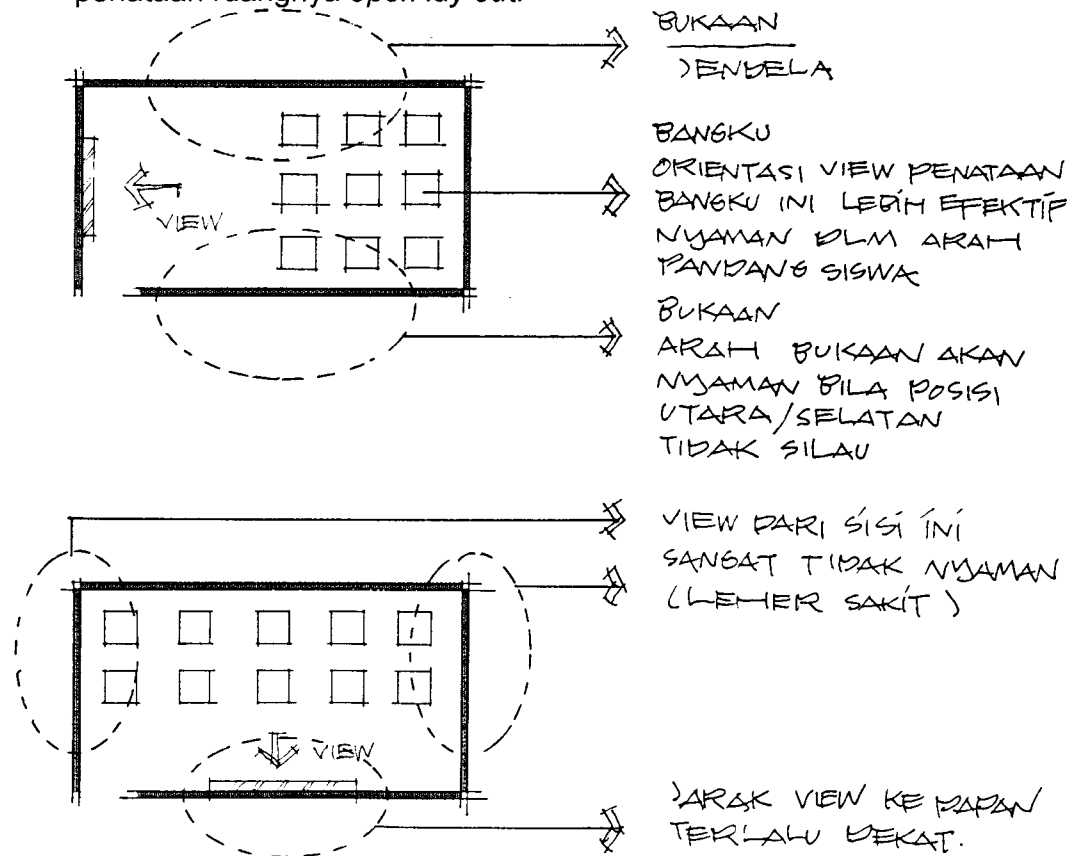 penataan ruangnya open lay-out.
BUKAAN
JENDELA
BANGKU
ORIENTASI VIEW PENATAAN
BANGKU INI LEBIH EFEKTIF
NYAMAN DLM ARAH
PANDANG SISWA
VIEW
BUKAAN
ARAH BUKAAN AKAN
NYAMAN BILA POSISI
UTARA/SELATAN
TIDAK SILAU
VIEW DARI SISI INI
SANGAT TIDAK NYAMAN
(LEHER SAKIT)
VIEW
JARAK VIEW KE PAPAN
TERLALU DEKAT.